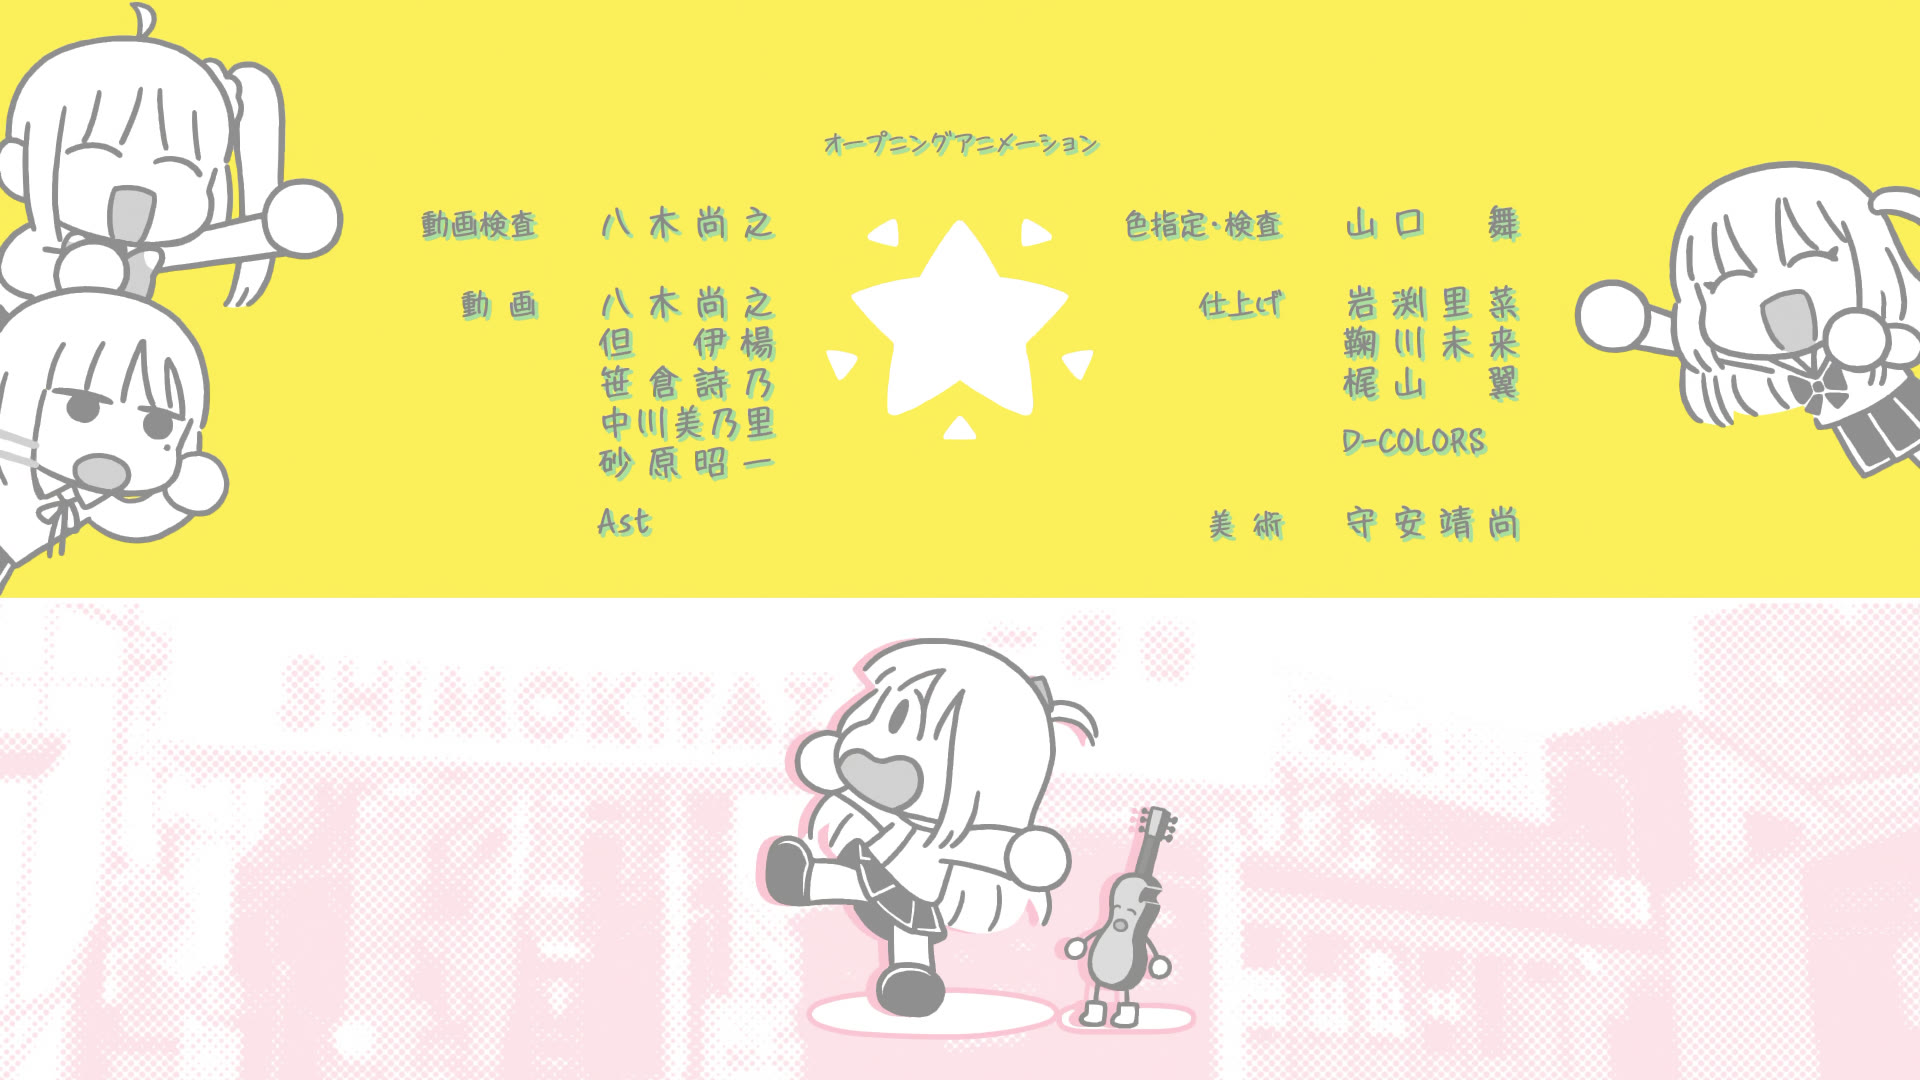 オープニングアニメーション
動画検査 八木尚之
動画 八木尚之
但 伊楊
笹倉詩乃
中川美乃里
砂原昭一
Ast
色指定・検査 山口 舞
仕上げ 岩渕里菜
鞠川未来
梶山 翼
D-COLORS
美術 守安靖尚
SHIMOKITAZ